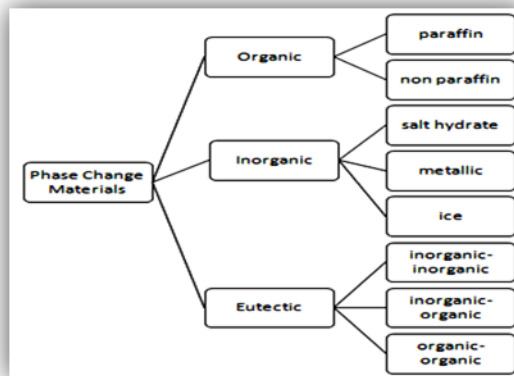 Phase Change
Materials
Organic
paraffin
non paraffin
Inorganic
salt hydrate
metallic
ice
Eutectic
inorganic-
inorganic
inorganic-
organic
organic-
organic